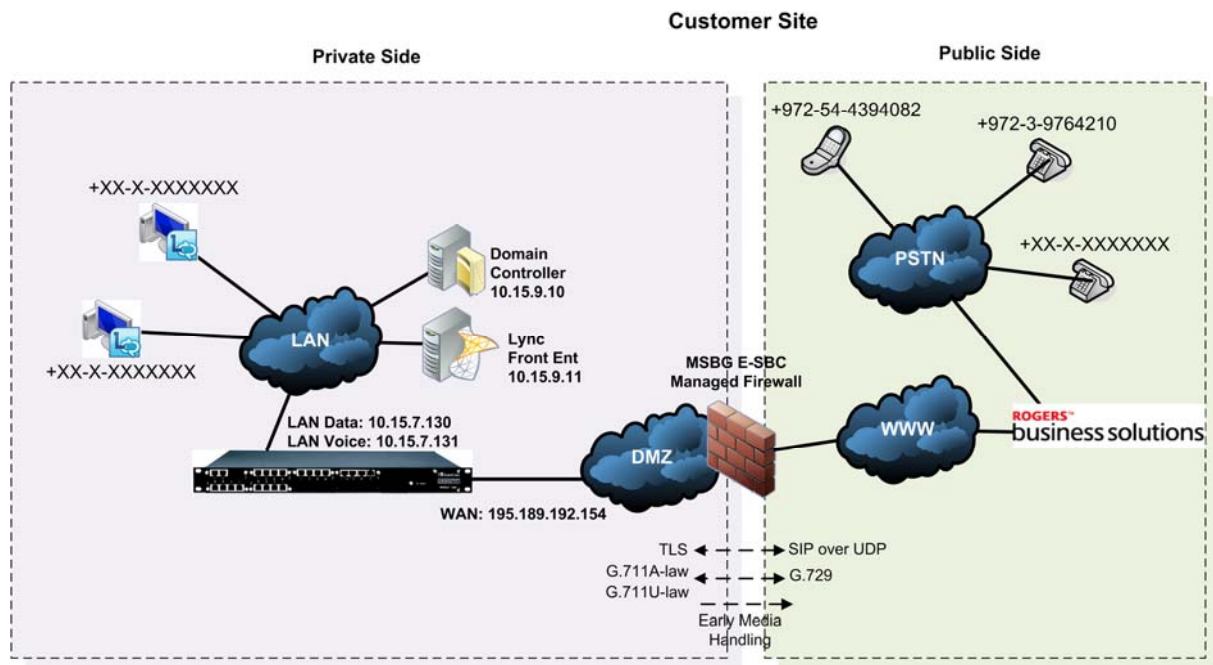 Customer Site
Private Side
Public Side
+972-54-4394082
+972-3-9764210
+XX-X-XXXXXXX
+XX-X-XXXXXXX
+XX-X-XXXXXXX
Domain
Controller
10.15.9.10
LAN
Lync
Front Ent
10.15.9.11
PSTN
MSBG E-SBC
Managed Firewall
LAN Data: 10.15.7.130
LAN Voice: 10.15.7.131
DMZ
WWW
ROGERS™
business solutions
WAN: 195.189.192.154
TLS
SIP over UDP
G.711A-law
G.711U-law
G.729
Early Media
Handling